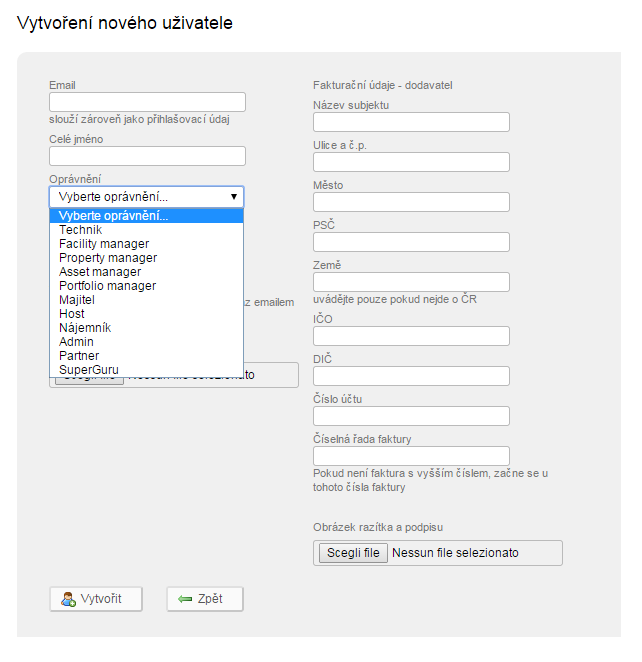 Vytvoření nového uživatele
Email
slouží zároveň jako přihlašovací údaj
Celé jméno
Oprávnění
Vyberte oprávnění...
Vyberte oprávnění...
Technik
Facility manager
Property manager
Asset manager
Portfolio manager
Majitel
Host
Nájemník
Admin
Partner
SuperGuru
emailem
Scegli file Nessun file selezionato
Fakturační údaje - dodavatel
Název subjektu
Ulice a č.p.
Město
PSČ
Země
uvádějte pouze pokud nejde o ČR
IČO
DIČ
Číslo účtu
Číselná řada faktury
Pokud není faktura s vyšším číslem, začne se u
tohoto čísla faktury
Obrázek razítka a podpisu
Scegli file Nessun file selezionato
Vytvořit
Zpět